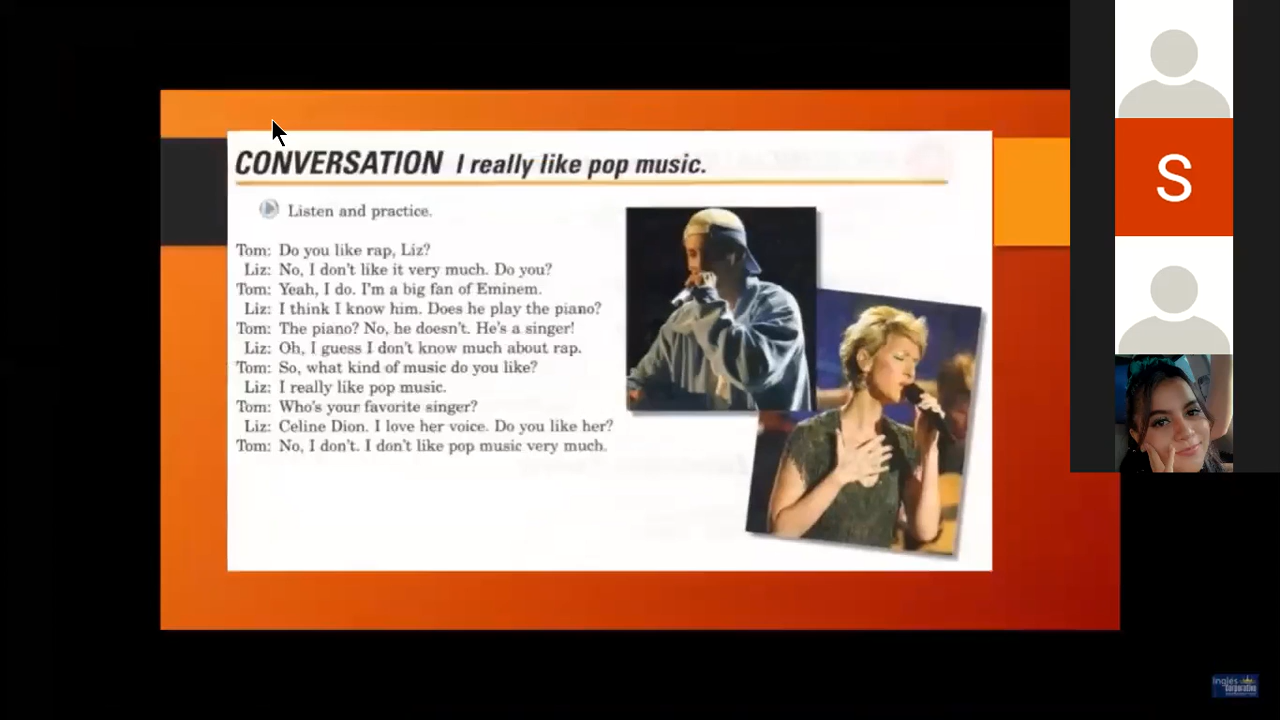 CONVERSATION I really like pop music.
Listen and practice.
Tom: Do you like rap, Liz?
Liz: No, I don't like it very much. Do you?
Tom: Yeah, I do. I'm a big fan of Eminem.
Liz: I think I know him. Does he play the piano?
Tom: The piano? No, he doesn't. He's a singer!
Liz: Oh, I guess I don't know much about rap.
Tom: So, what kind of music do you like?
Liz: I really like pop music.
Tom: Who's your favorite singer?
Liz: Celine Dion. I love her voice. Do you like her?
Tom: No, I don't. I don't like pop music very much.
S
Inglés
Corporativo